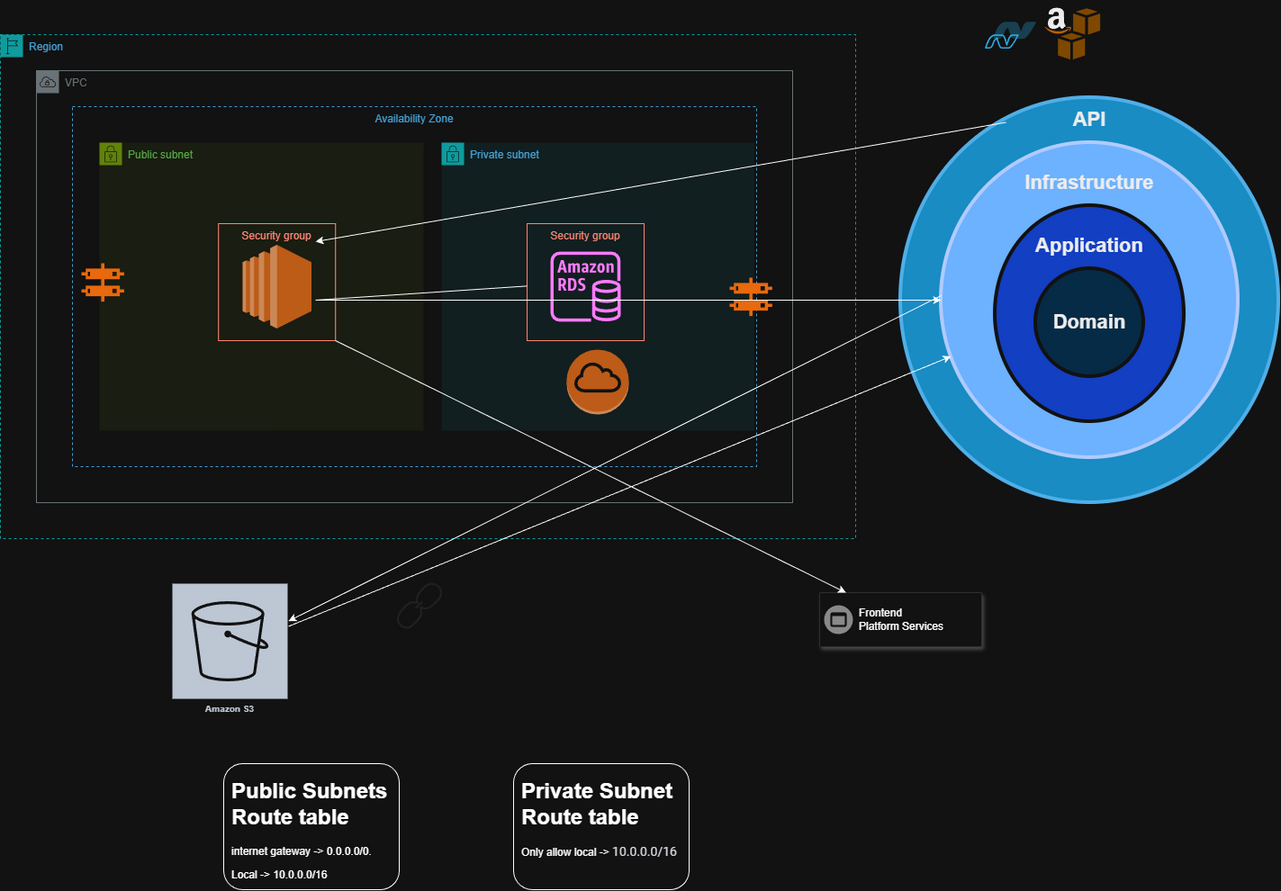 Region
VPC
Availability Zone
Public subnet
Private subnet
Security group
Security group
Amazon
RDS
a
API
Infrastructure
Application
Domain
Frontend
Platform Services
Amazon S3
Public Subnets
Route table
internet gateway -> 0.0.0.0/0.
Local -> 10.0.0.0/16
Private Subnet
Route table
Only allow local -> 10.0.0.0/16